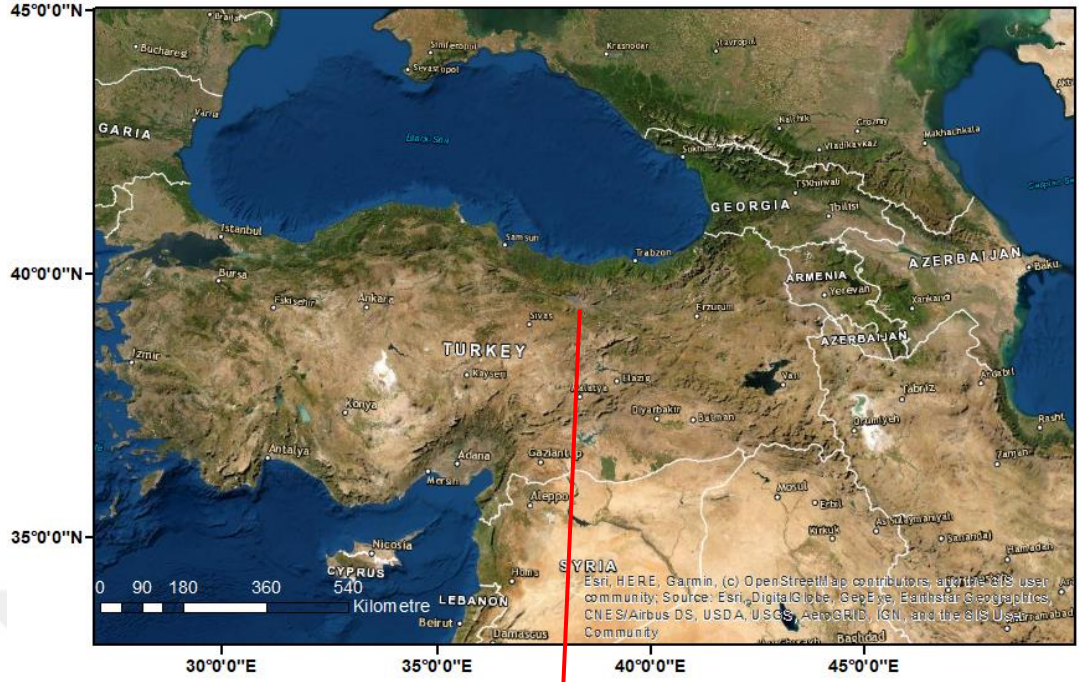 45°0'0"N
Bucharest
Simferopol
Krasnodar
Stavropol
Sevastopol
Varna
GARIA
Black Sea
Nalchik
Grozny
Makhachkala
Vladikavkaz
Sukhumi
TSkhinvali
GEORGIA
Tbilisi
Istanbul
Samsun
Trabzon
AZERBAIJAN
Baku
40°0'0"N
Bursa
ARMENIA
Yerevan
Xankandi
Eskisehir
Ankara
Sivas
Erzurum
AZERBAIJAN
TURKEY
Izmir
Kayseri
Malatya
Elazig
Van
Tabriz
Ardabil
Konya
Diyarbakir
Batman
Orumiyeh
Rasht
Antalya
Adana
Gaziantep
Zanjan
Mersin
Aleppo
Mosul
Erbil
Kirkuk
As Sulaymaniyah
Sanandaj
35°0'0"N
Nicosia
Hamadan
CYPRUS
Homs
SYRIA
0 90 180 360 540
Kilometre
LEBANON
Beirut
Damascus
Esri, HERE, Garmin, (c) OpenStreetMap contributors, and the GIS user
community; Source: Esri, DigitalGlobe, GeoEye, Earthstar Geographics,
CNES/Airbus DS, USDA, USGS, AeroGRID, IGN, and the GIS User
Community
Baghdad
30°0'0"E 35°0'0"E 40°0'0"E 45°0'0"E